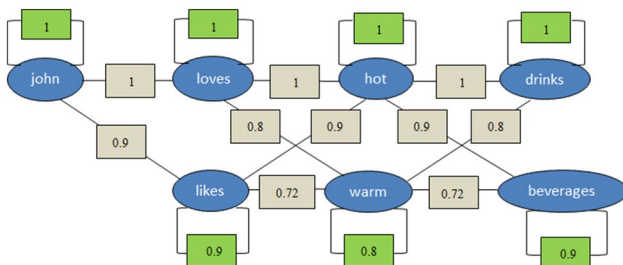 1 1 1 1
john 1 loves 1 hot 1 drinks
0.9 0.8 0.9 0.9 0.8
likes 0.72 warm 0.72 beverages
0.9 0.8 0.9